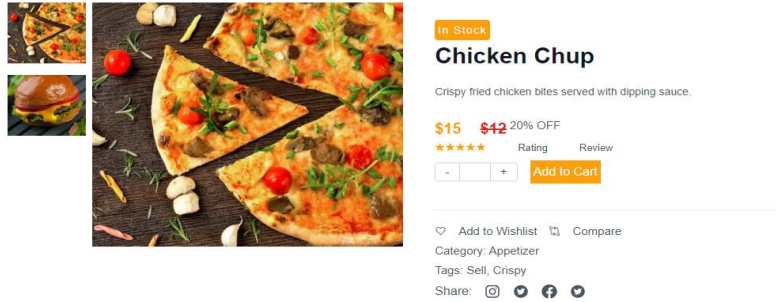 In Stock
Chicken Chup
Crispy fried chicken bites served with dipping sauce.
$15 $12 20% OFF
★★★★★ Rating Review
- + Add to Cart
Add to Wishlist Compare
Category: Appetizer
Tags: Sell, Crispy
Share: